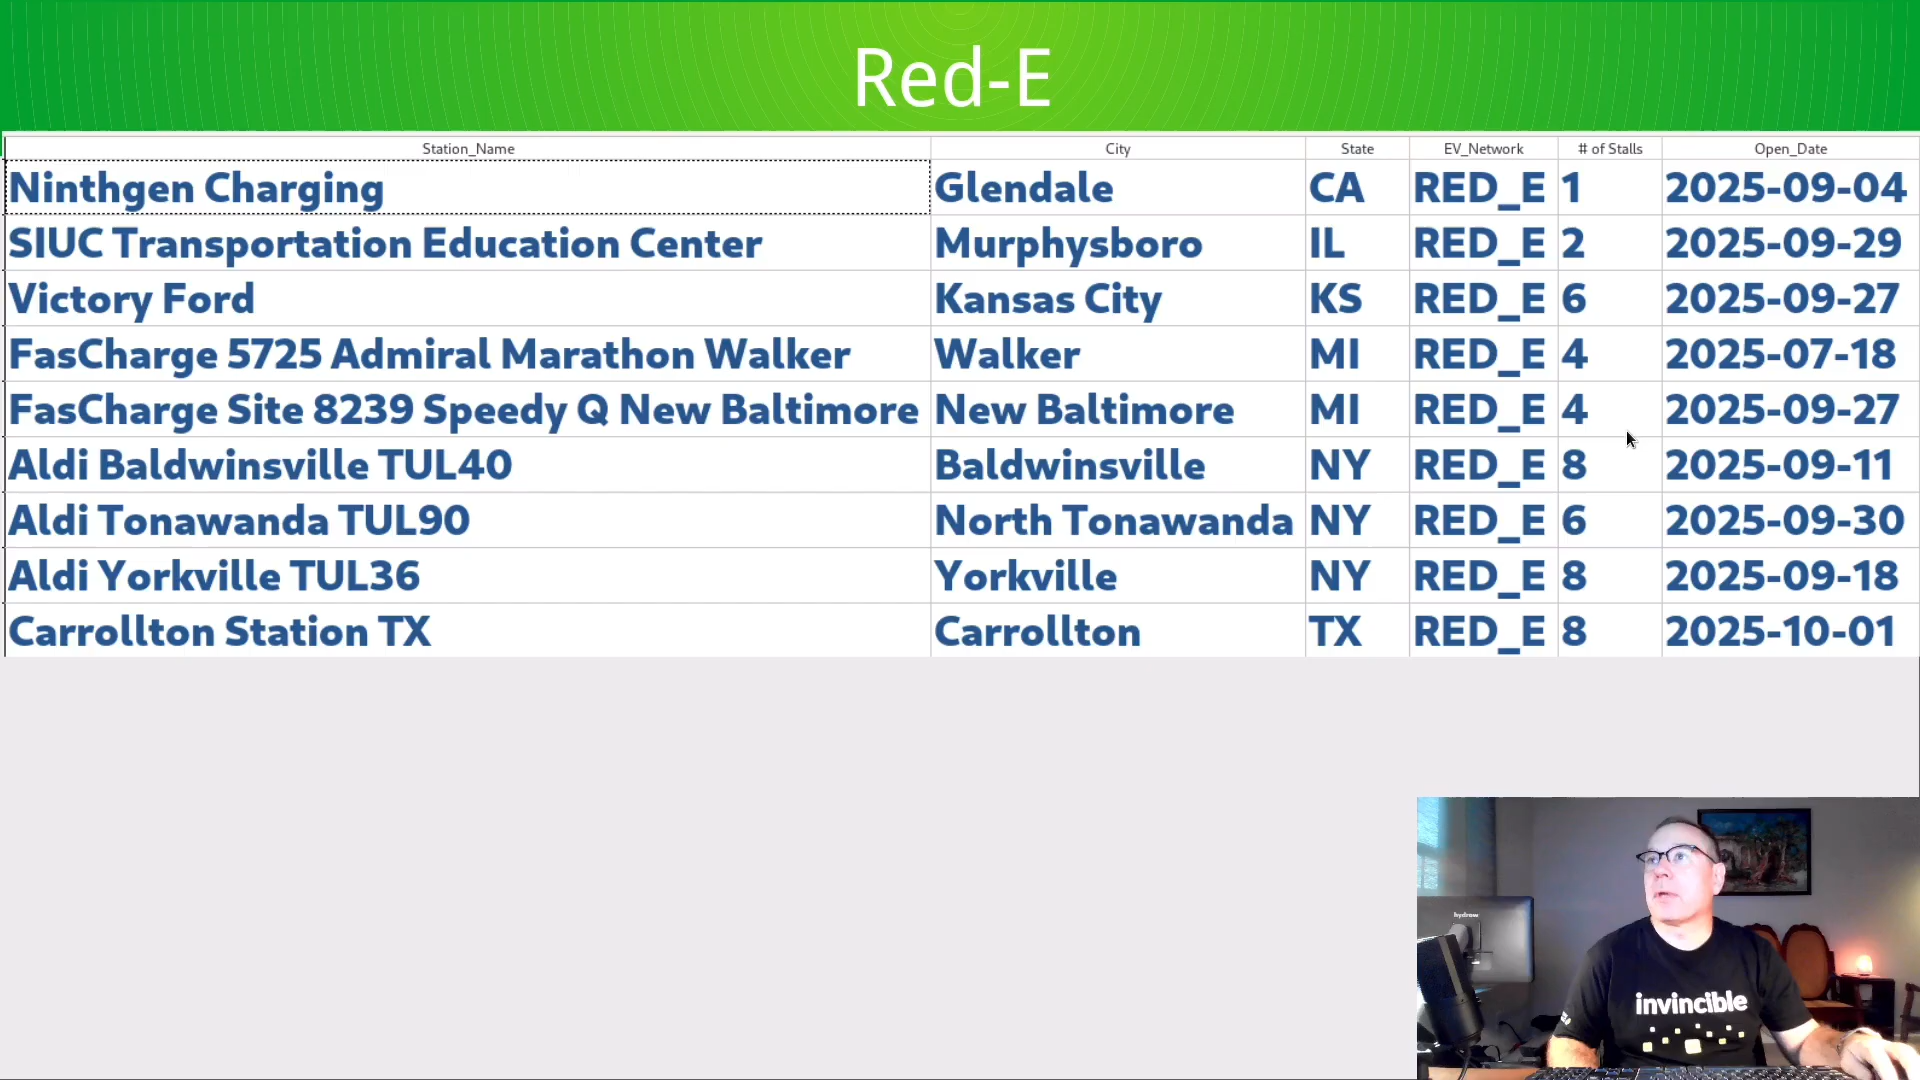 Red-E
Station_Name City State EV_Network # of Stalls Open_Date
Ninthgen Charging Glendale CA RED_E 1 2025-09-04
SIUC Transportation Education Center Murphysboro IL RED_E 2 2025-09-29
Victory Ford Kansas City KS RED_E 6 2025-09-27
FasCharge 5725 Admiral Marathon Walker Walker MI RED_E 4 2025-07-18
FasCharge Site 8239 Speedy Q New Baltimore New Baltimore MI RED_E 4 2025-09-27
Aldi Baldwinsville TUL40 Baldwinsville NY RED_E 8 2025-09-11
Aldi Tonawanda TUL90 North Tonawanda NY RED_E 6 2025-09-30
Aldi Yorkville TUL36 Yorkville NY RED_E 8 2025-09-18
Carrollton Station TX Carrollton TX RED_E 8 2025-10-01
hydrow
invincible